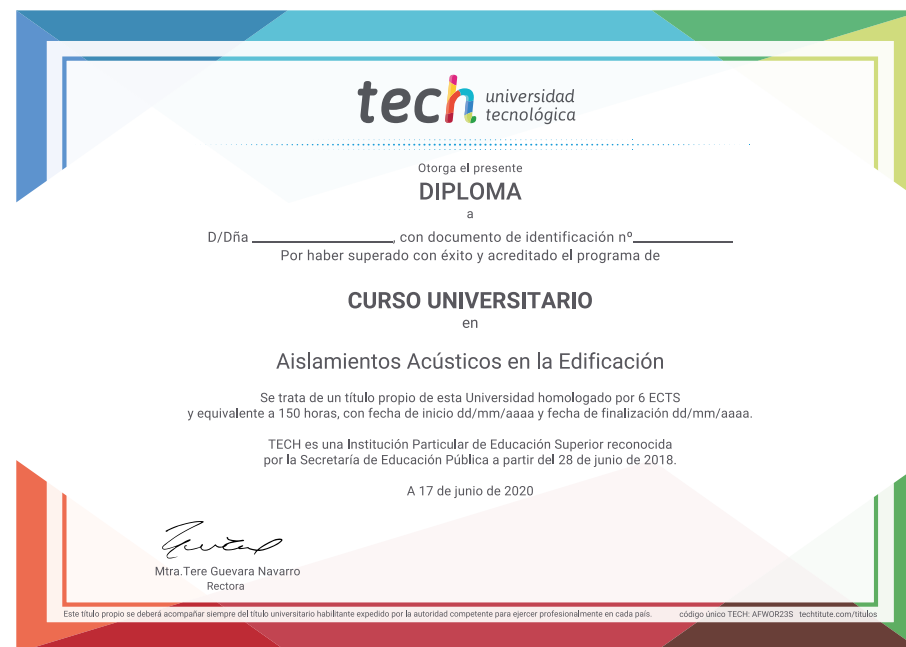 tech universidad
tecnológica
Otorga el presente
DIPLOMA
a
D/Dña ________________, con documento de identificación nº____________
Por haber superado con éxito y acreditado el programa de
CURSO UNIVERSITARIO
en
Aislamientos Acústicos en la Edificación
Se trata de un título propio de esta Universidad homologado por 6 ECTS
y equivalente a 150 horas, con fecha de inicio dd/mm/aaaa y fecha de finalización dd/mm/aaaa.
TECH es una Institución Particular de Educación Superior reconocida
por la Secretaría de Educación Pública a partir del 28 de junio de 2018.
A 17 de junio de 2020
Mtra.Tere Guevara Navarro
Rectora
Este título propio se deberá acompañar siempre del título universitario habilitante expedido por la autoridad competente para ejercer profesionalmente en cada país. código único TECH: AFWOR23S techtitute.com/titulos